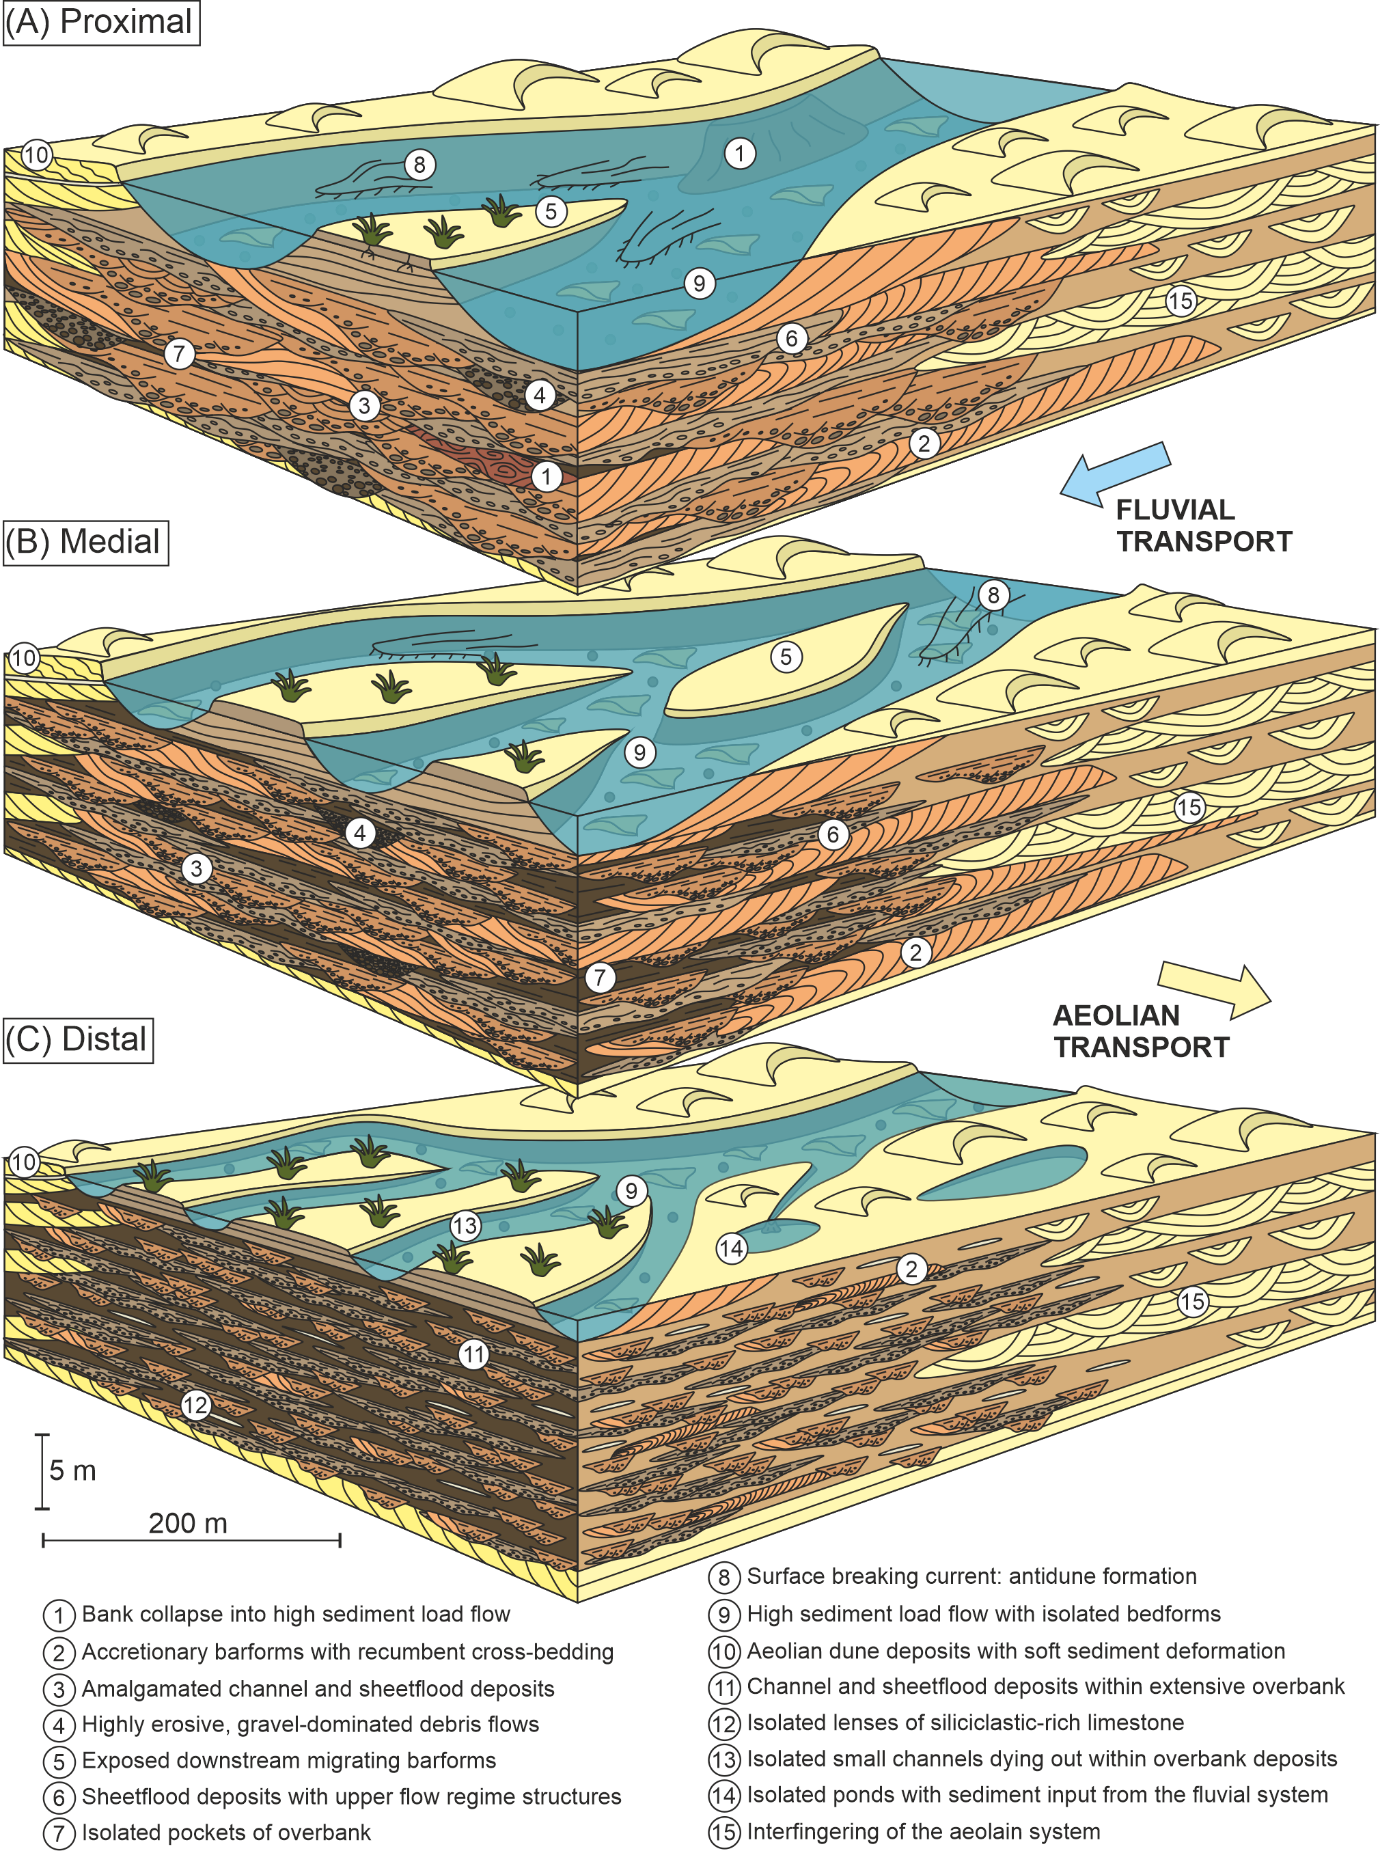 (A) Proximal
10
8
1
5
9
15
6
7
4
3
2
1
FLUVIAL
TRANSPORT
(B) Medial
8
10
5
9
15
4
6
3
2
7
AEOLIAN
TRANSPORT
(C) Distal
10
9
13
14
2
15
11
12
5 m
200 m
1 Bank collapse into high sediment load flow
2 Accretionary barforms with recumbent cross-bedding
3 Amalgamated channel and sheetflood deposits
4 Highly erosive, gravel-dominated debris flows
5 Exposed downstream migrating barforms
6 Sheetflood deposits with upper flow regime structures
7 Isolated pockets of overbank
8 Surface breaking current: antidune formation
9 High sediment load flow with isolated bedforms
10 Aeolian dune deposits with soft sediment deformation
11 Channel and sheetflood deposits within extensive overbank
12 Isolated lenses of siliciclastic-rich limestone
13 Isolated small channels dying out within overbank deposits
14 Isolated ponds with sediment input from the fluvial system
15 Interfingering of the aeolain system